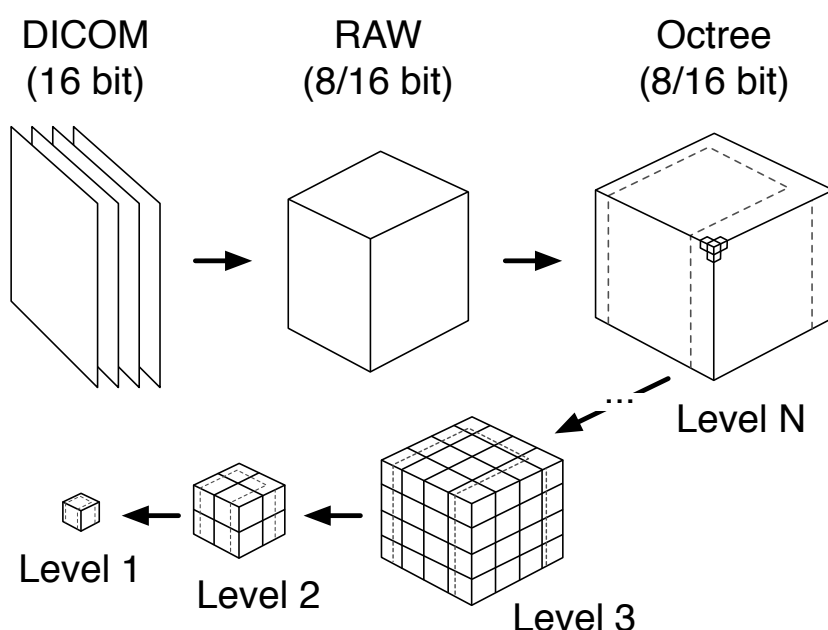 DICOM
(16 bit)
RAW
(8/16 bit)
Octree
(8/16 bit)
...
Level N
Level 1
Level 2
Level 3